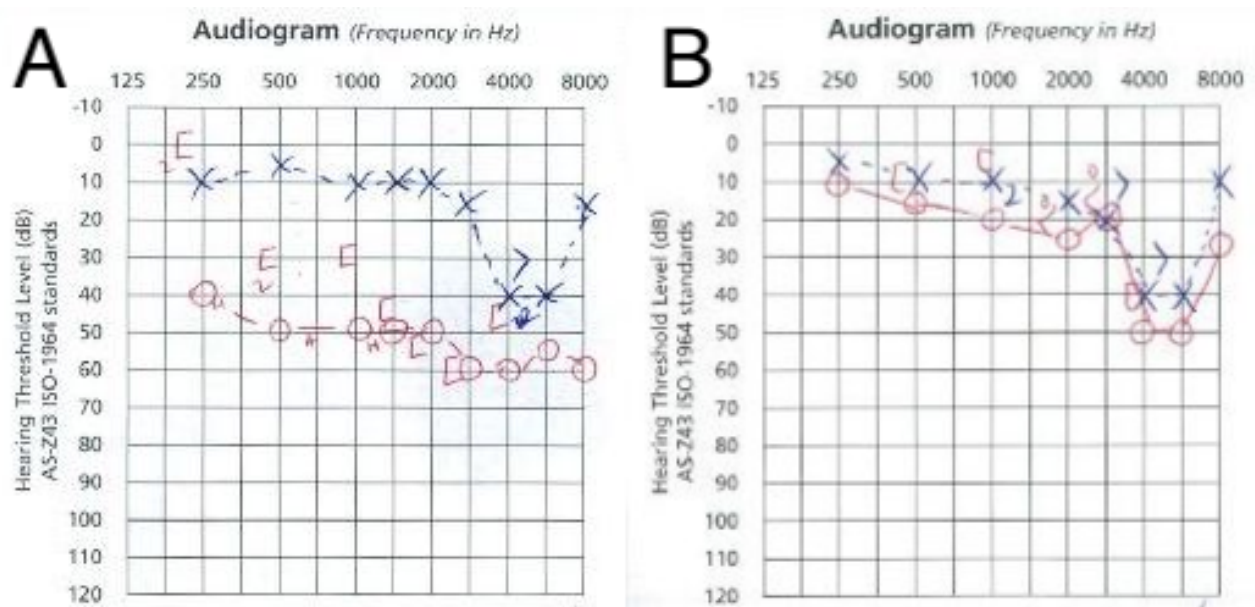 A
Audiogram (Frequency in Hz)
125 250 500 1000 2000 4000 8000
-10
0
10
20
30
40
50
60
70
80
90
100
110
120
Hearing Threshold Level (dB)
AS-Z43 ISO-1964 standards
B
Audiogram (Frequency in Hz)
125 250 500 1000 2000 4000 8000
-10
0
10
20
30
40
50
60
70
80
90
100
110
120
Hearing Threshold Level (dB)
AS-Z43 ISO-1964 standards